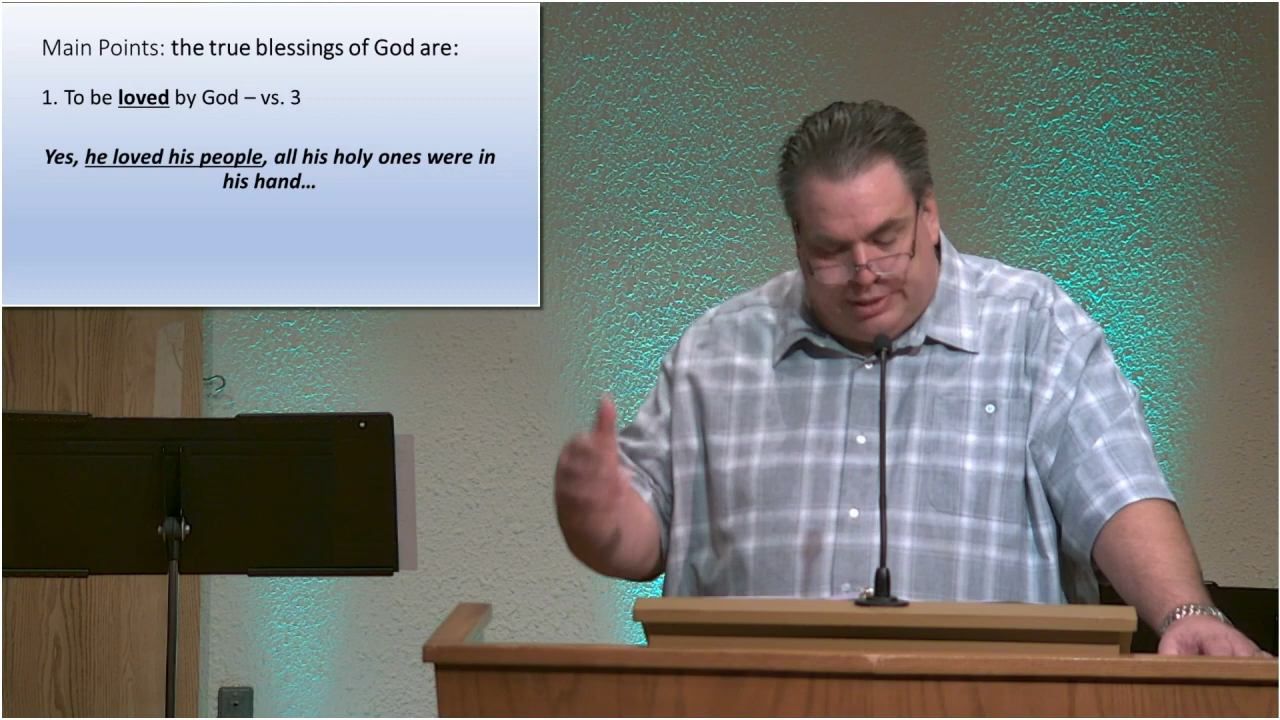 Main Points: the true blessings of God are:
1. To be loved by God – vs. 3
Yes, he loved his people, all his holy ones were in
his hand…